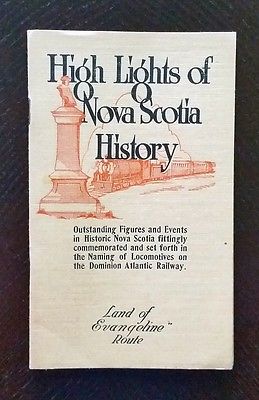 High Lights of
Nova Scotia
History
Outstanding Figures and Events
in Historic Nova Scotia fittingly
commemorated and set forth in
the Naming of Locomotives on
the Dominion Atlantic Railway.
Land of
Evangeline"
Route